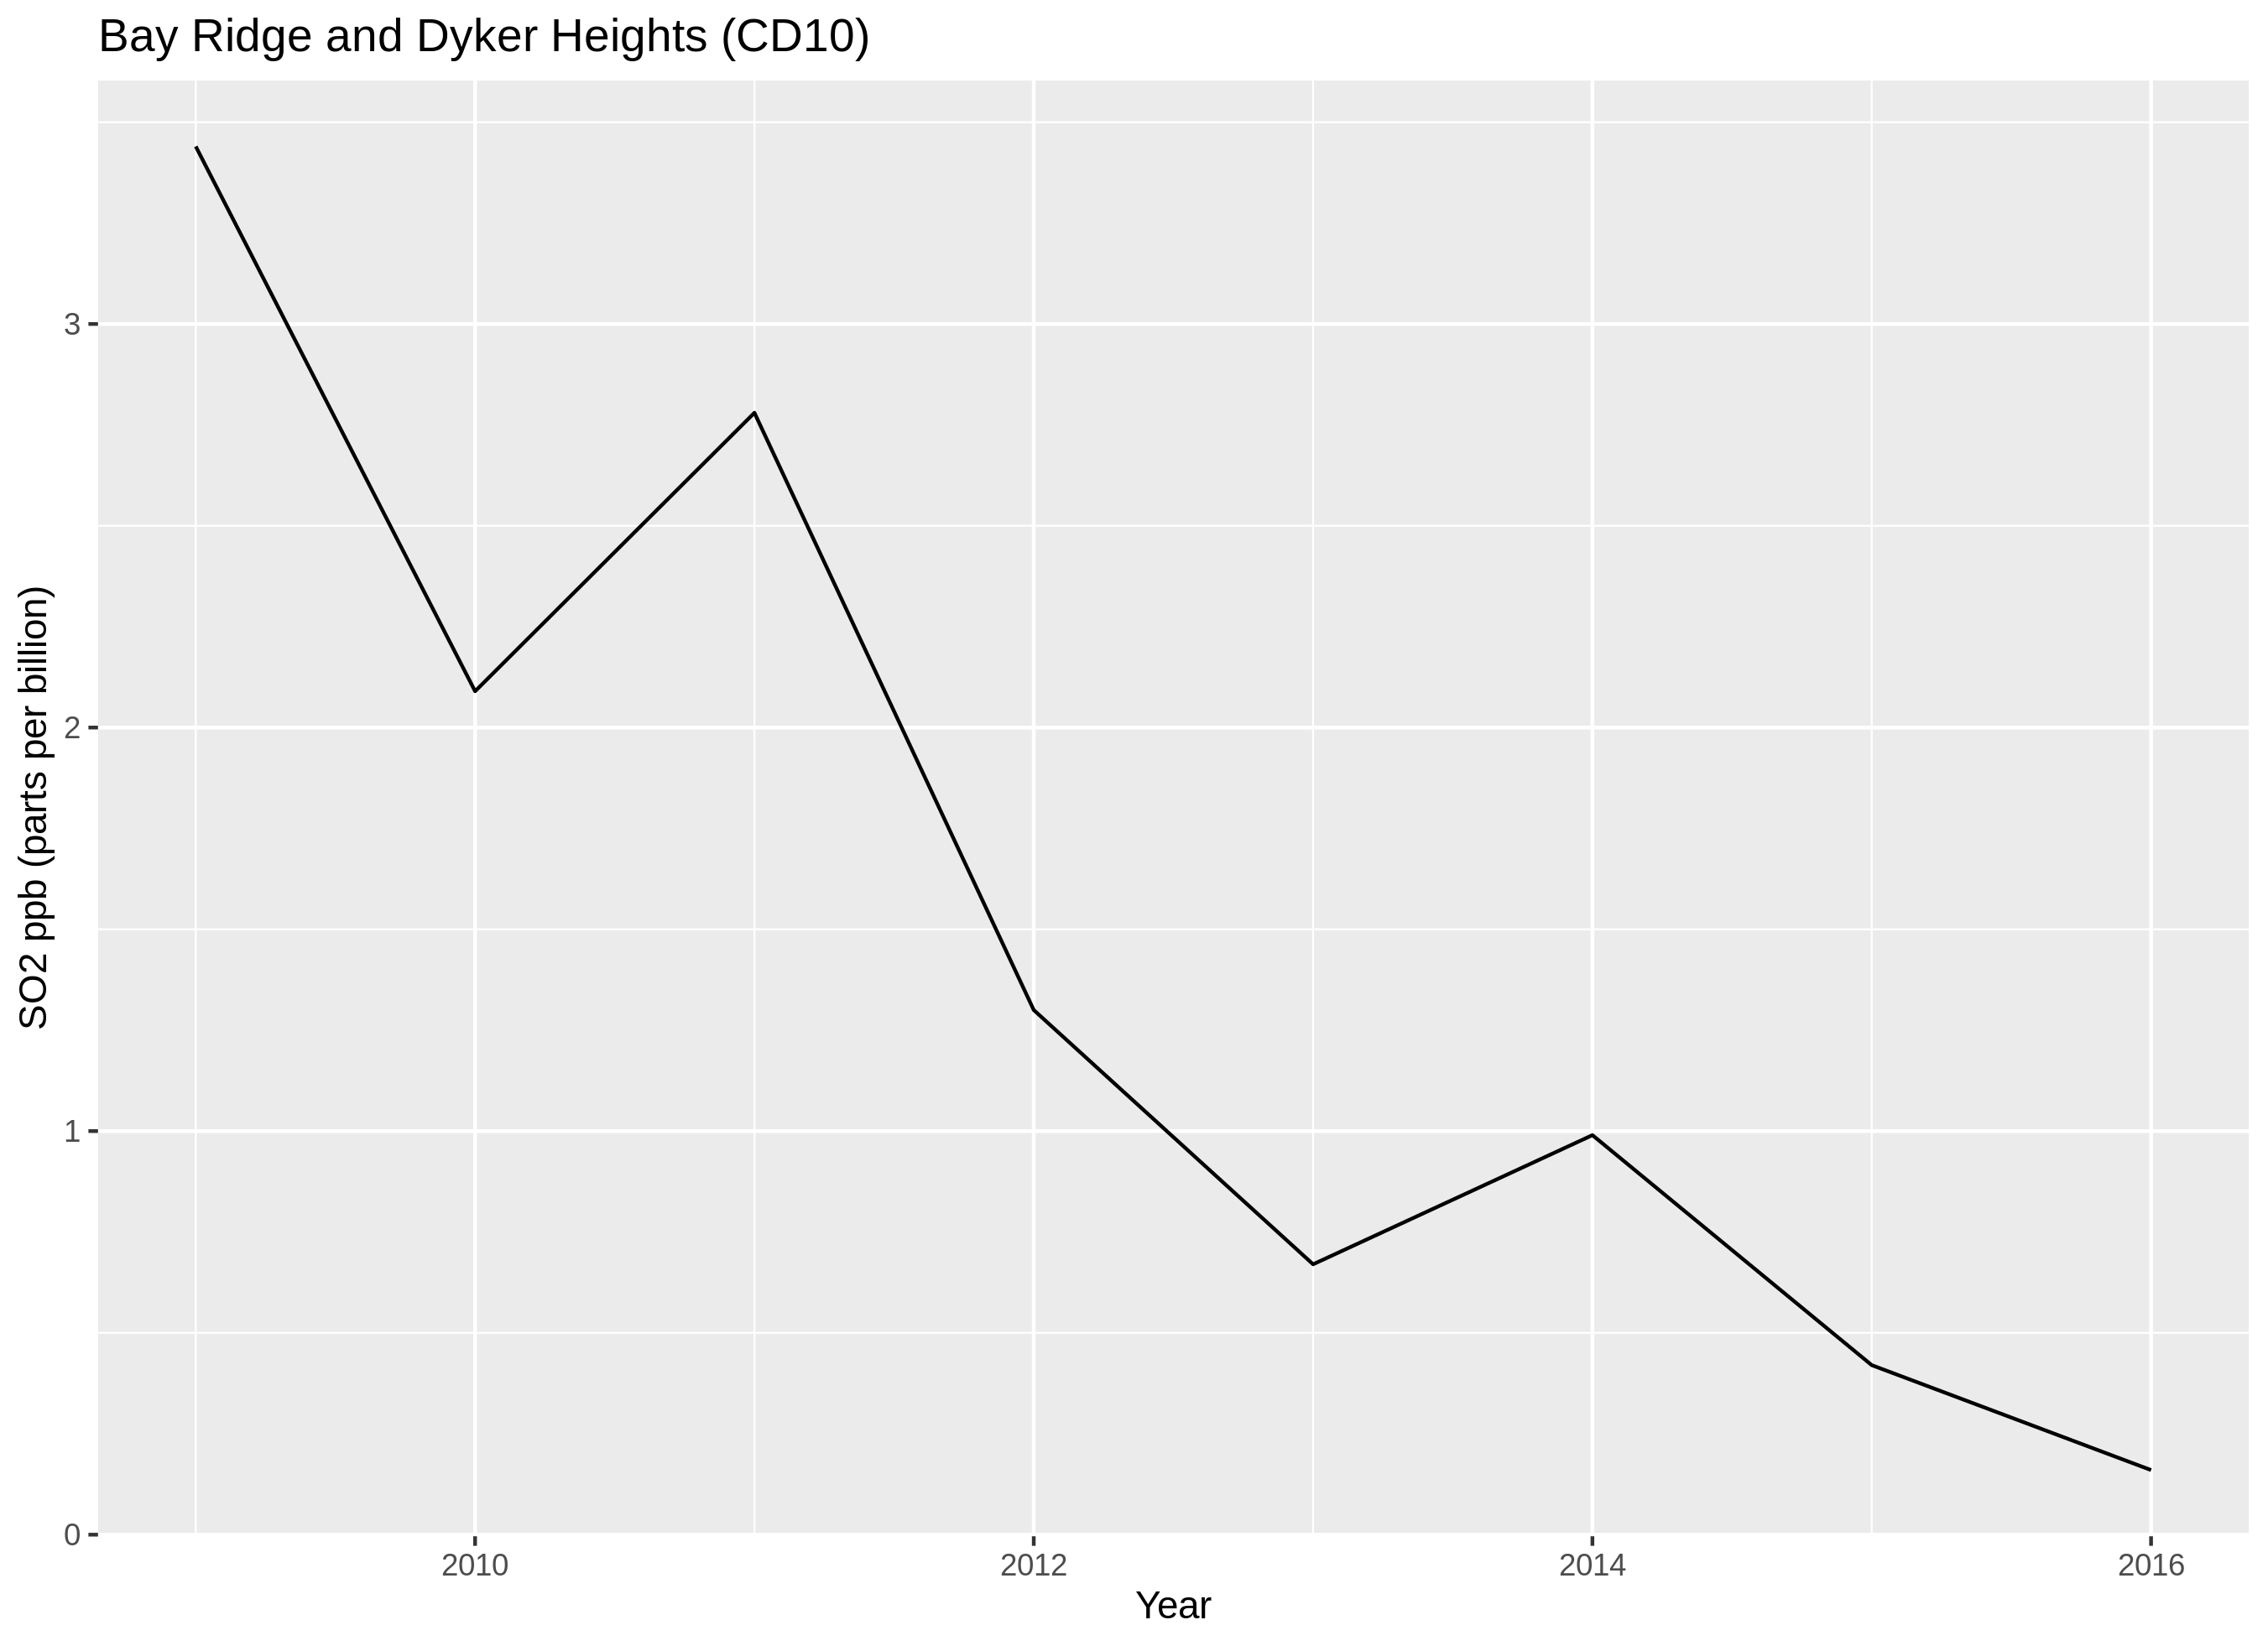 Bay Ridge and Dyker Heights (CD10)
SO2 ppb (parts per billion)
3
2
1
0
2010
2012
2014
2016
Year